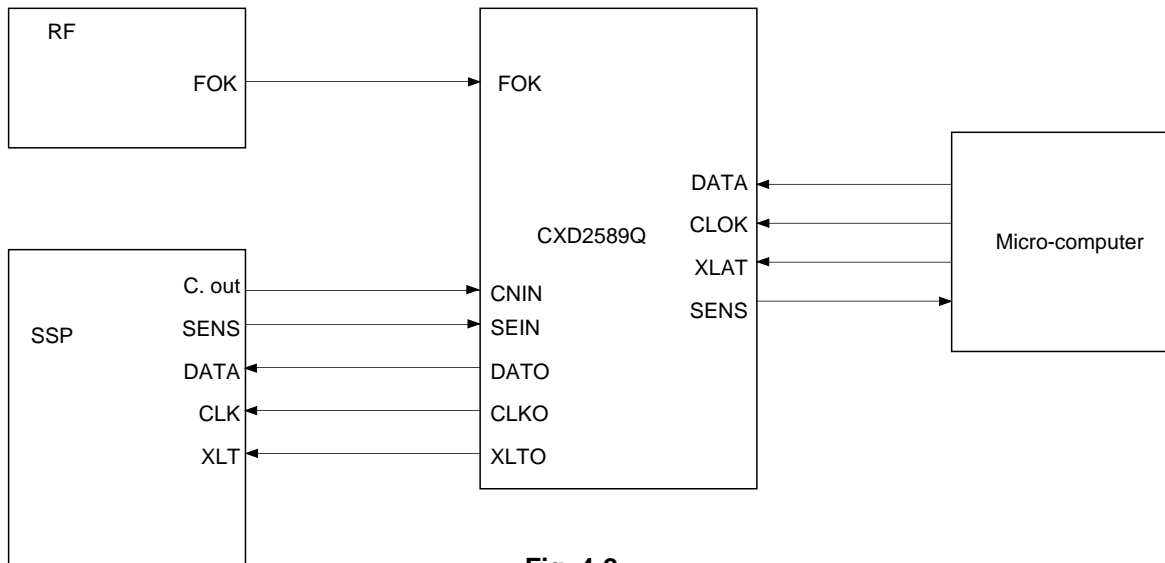 RF
FOK
FOK
DATA
CLOK
XLAT
SENS
CXD2589Q
Micro-computer
SSP
C. out
SENS
DATA
CLK
XLT
CNIN
SEIN
DATO
CLKO
XLTO